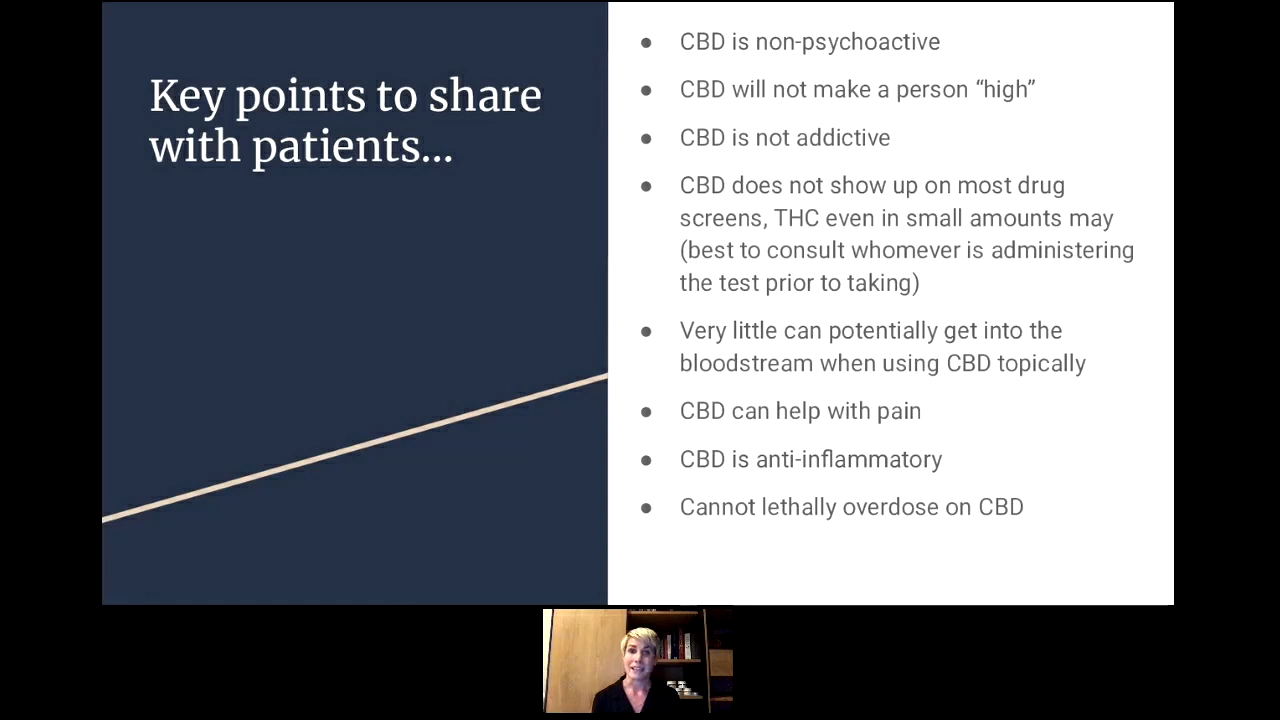 Key points to share
with patients...
● CBD is non-psychoactive
● CBD will not make a person “high”
● CBD is not addictive
● CBD does not show up on most drug
screens, THC even in small amounts may
(best to consult whomever is administering
the test prior to taking)
● Very little can potentially get into the
bloodstream when using CBD topically
● CBD can help with pain
● CBD is anti-inflammatory
● Cannot lethally overdose on CBD